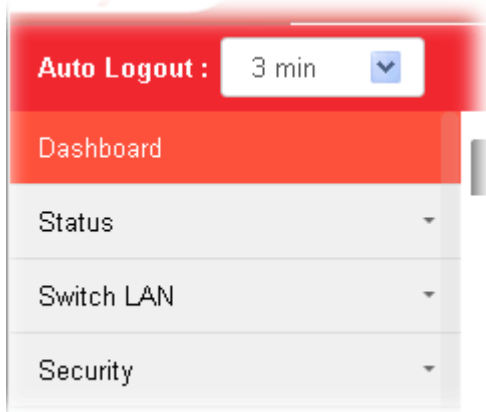 Auto Logout : 3 min
Dashboard
Status
Switch LAN
Security